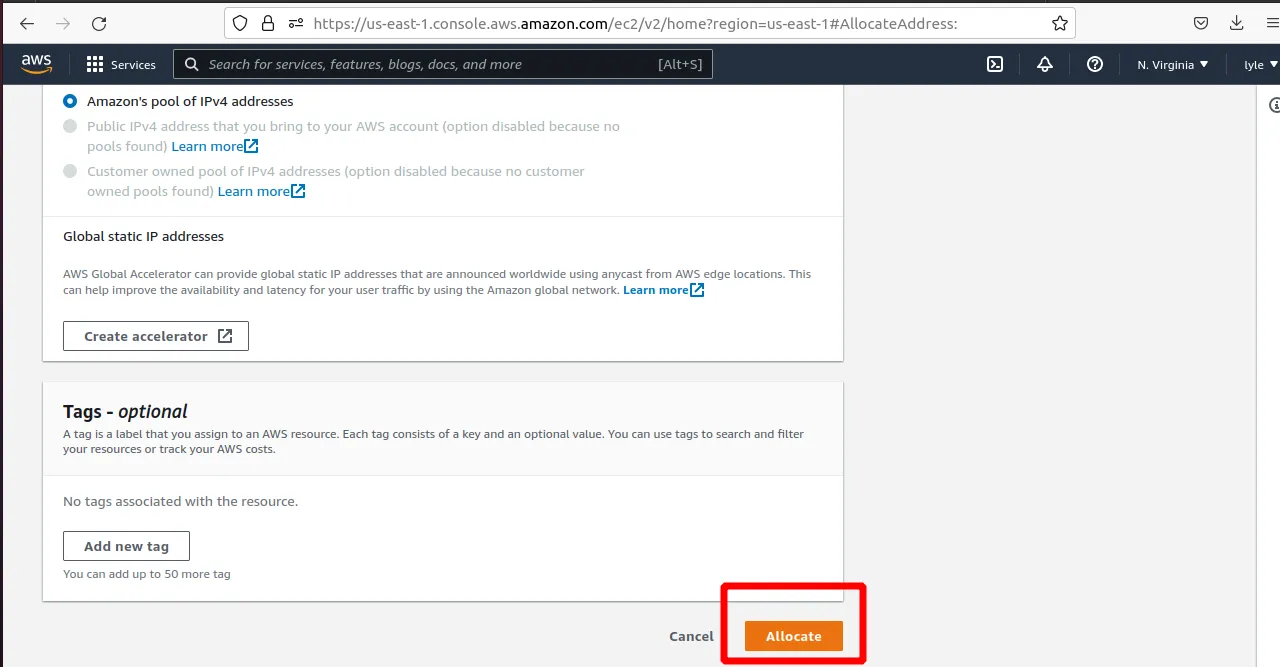 https://us-east-1.console.aws.amazon.com/ec2/v2/home?region=us-east-1#AllocateAddress:
aws Services Search for services, features, blogs, docs, and more [Alt+S] N. Virginia lyle
Amazon's pool of IPv4 addresses
Public IPv4 address that you bring to your AWS account (option disabled because no
pools found) Learn more
Customer owned pool of IPv4 addresses (option disabled because no customer
owned pools found) Learn more
Global static IP addresses
AWS Global Accelerator can provide global static IP addresses that are announced worldwide using anycast from AWS edge locations. This
can help improve the availability and latency for your user traffic by using the Amazon global network. Learn more
Create accelerator
Tags - optional
A tag is a label that you assign to an AWS resource. Each tag consists of a key and an optional value. You can use tags to search and filter
your resources or track your AWS costs.
No tags associated with the resource.
Add new tag
You can add up to 50 more tag
Cancel Allocate